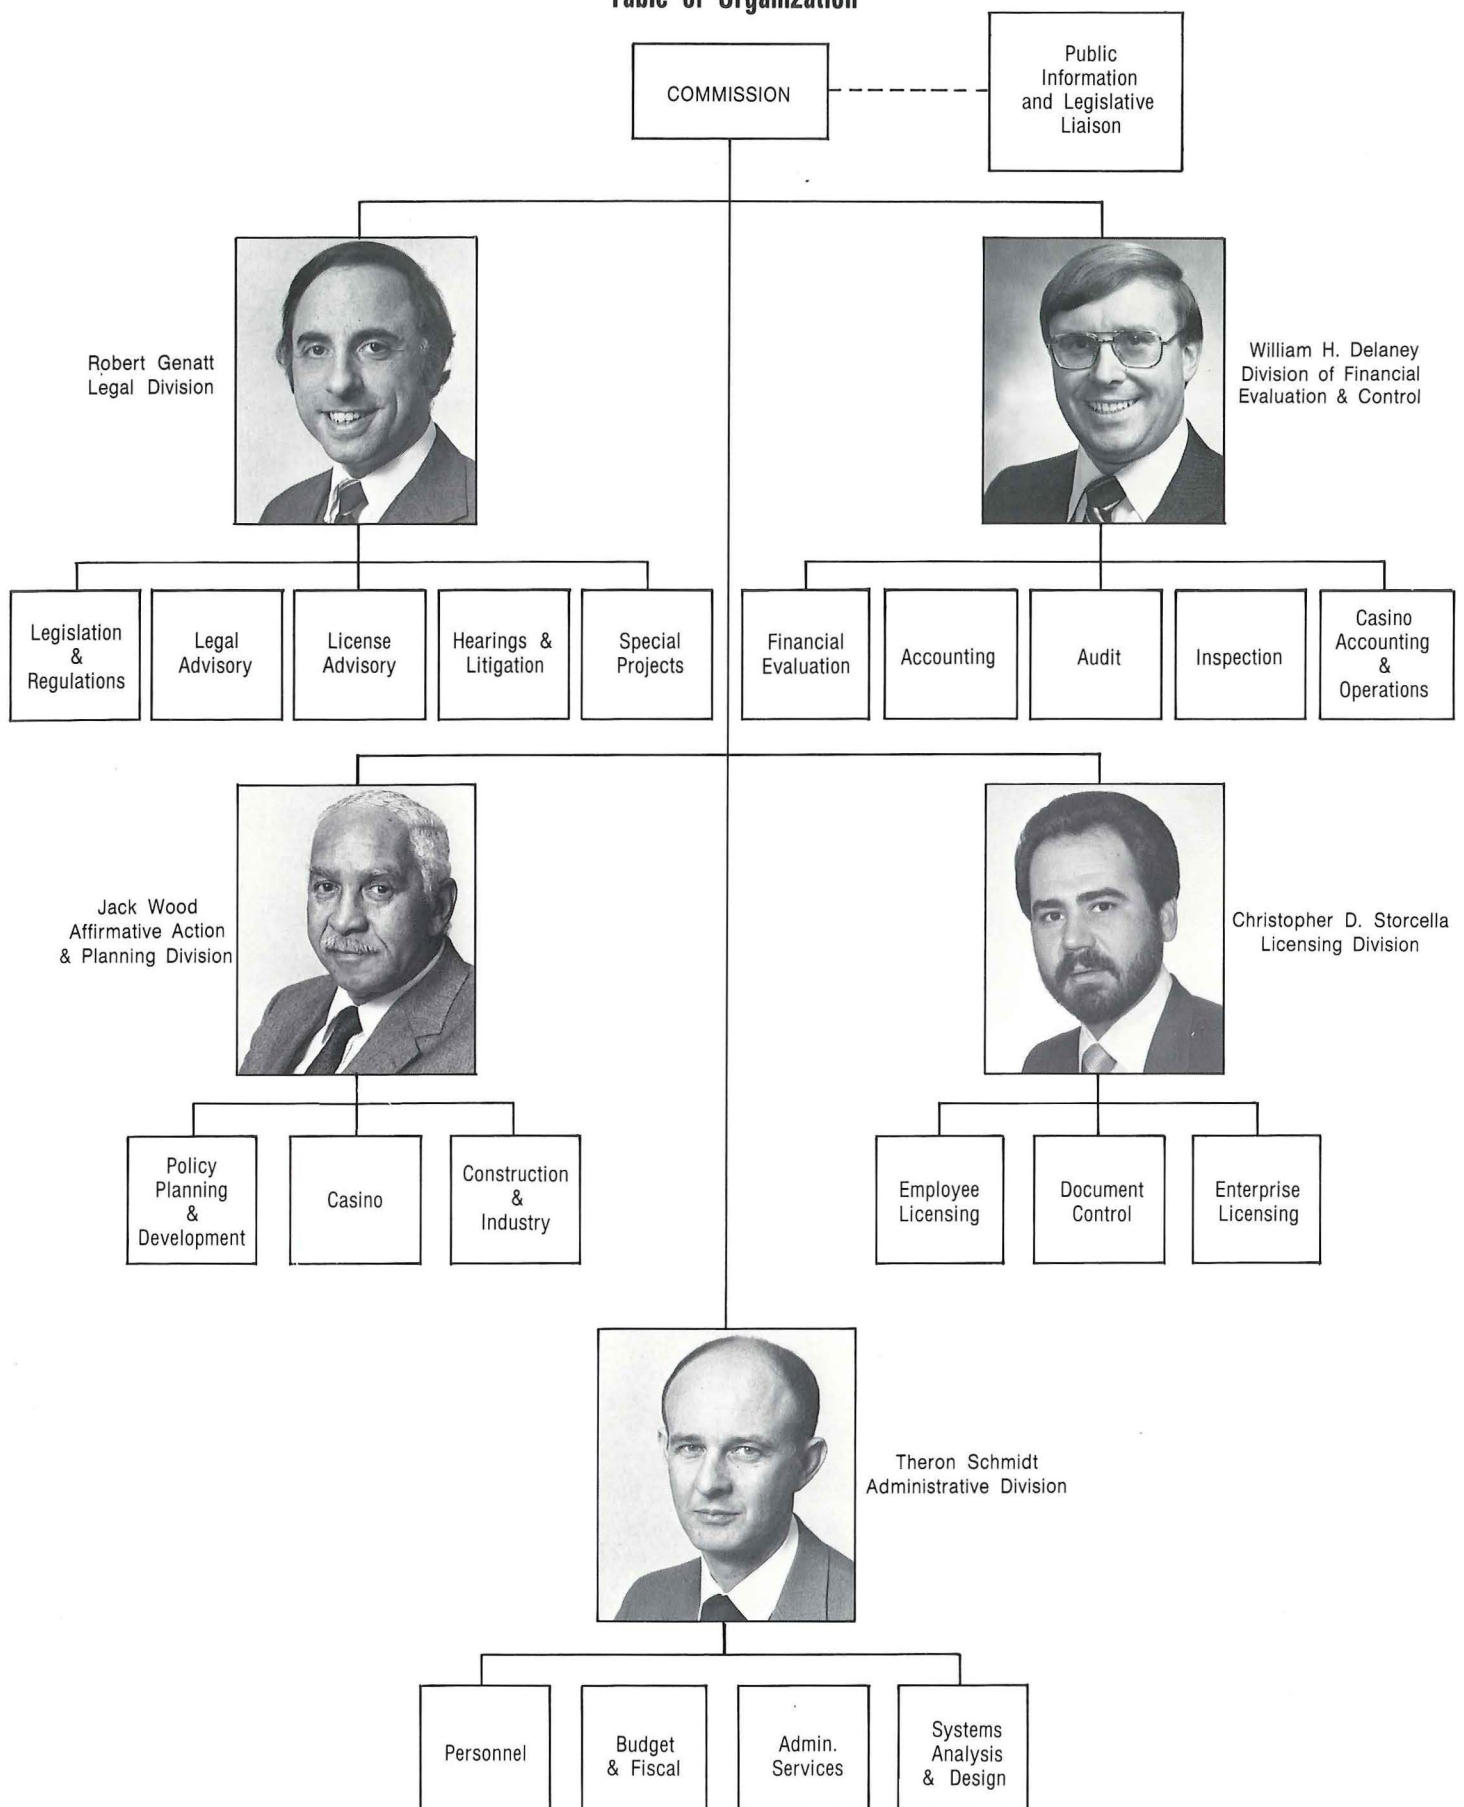 Table of Organization
COMMISSION
Public
Information
and Legislative
Liaison
Robert Genatt
Legal Division
William H. Delaney
Division of Financial
Evaluation & Control
Legislation
&
Regulations
Legal
Advisory
License
Advisory
Hearings &
Litigation
Special
Projects
Financial
Evaluation
Accounting
Audit
Inspection
Casino
Accounting
&
Operations
Jack Wood
Affirmative Action
& Planning Division
Christopher D. Storcella
Licensing Division
Policy
Planning
&
Development
Casino
Construction
&
Industry
Employee
Licensing
Document
Control
Enterprise
Licensing
Theron Schmidt
Administrative Division
Personnel
Budget
& Fiscal
Admin.
Services
Systems
Analysis
& Design